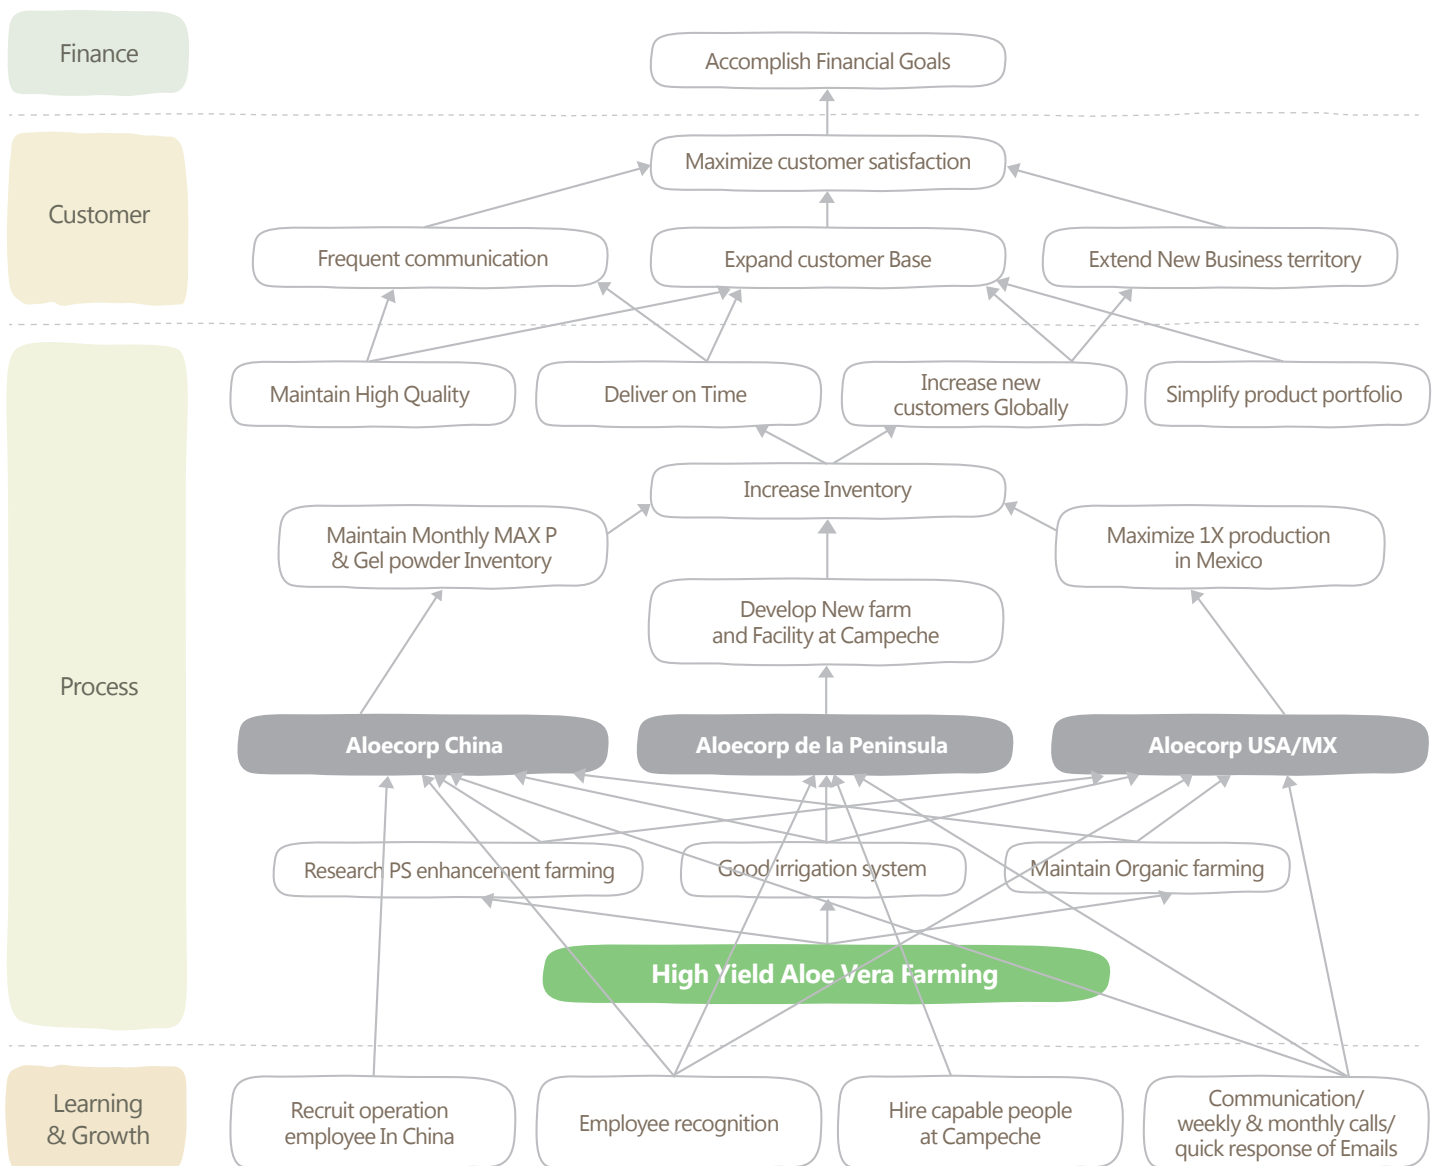 Finance
Accomplish Financial Goals
Customer
Maximize customer satisfaction
Frequent communication
Expand customer Base
Extend New Business territory
Process
Maintain High Quality
Deliver on Time
Increase new
customers Globally
Simplify product portfolio
Increase Inventory
Maintain Monthly MAX P
& Gel powder Inventory
Maximize 1X production
in Mexico
Develop New farm
and Facility at Campeche
Aloecorp China
Aloecorp de la Peninsula
Aloecorp USA/MX
Research PS enhancement farming
Good irrigation system
Maintain Organic farming
High Yield Aloe Vera Farming
Learning
& Growth
Recruit operation
employee In China
Employee recognition
Hire capable people
at Campeche
Communication/
weekly & monthly calls/
quick response of Emails